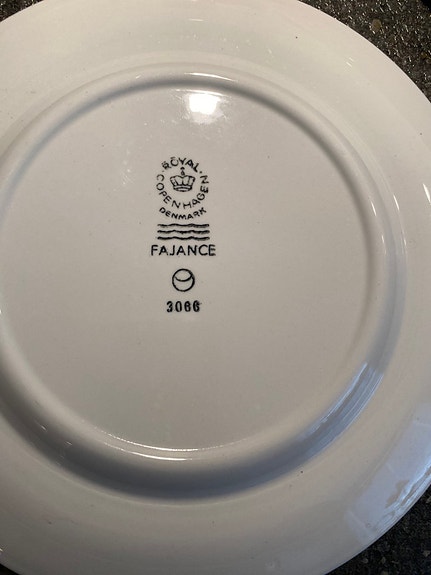 ROYAL
COPENHAGEN
DENMARK
FAJANCE
3066